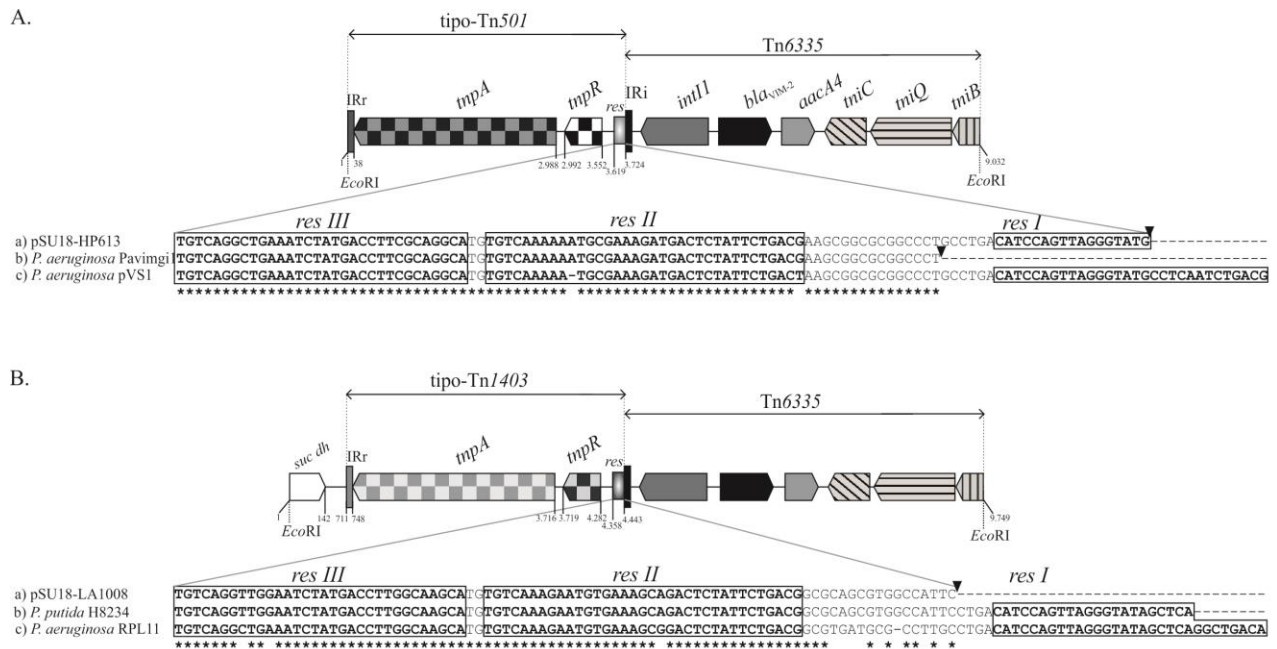 A.
tipo-Tn501
Tn6335
IRr
tnpA
tnpR
res
IRi
intI1
blaVIM-2
aacA4
tniC
tniQ
tniB
1 38 2.988 2.992 3.552 3.619 3.724 9.032
EcoRI EcoRI
res III res II res I
a) pSU18-HP613 TGTCAGGCTGAAATCTATGACCTTCGCAGGCATGTGTCAAAAAATGCGAAAGATGACTCTATTCTGACGAAGCGGCGCGGCCCTGCCTGACATCCAGTTAGGGTATG--------------
b) P. aeruginosa Pavimgi1 TGTCAGGCTGAAATCTATGACCTTCGCAGGCATGTGTCAAAAAATGCGAAAGATGACTCTATTCTGACGAAGCGGCGCGGCCCT
c) P. aeruginosa pVS1 TGTCAGGCTGAAATCTATGACCTTCGCAGGCATGTGTCAAAAA-TGCGAAAGATGACTCTATTCTGACTAAGCGGCGCGGCCCTGCCTGACATCCAGTTAGGGTATGCCTCAATCTGACG
B.
tipo-Tn1403
Tn6335
suc dh
IRr
tnpA
tnpR
res
1 142 711 748 3.716 3.719 4.282 4.358 4.443 9.749
EcoRI EcoRI
res III res II res I
a) pSU18-LA1008 TGTCAGGTTGGAATCTATGACCTTGGCAAGCATGTGTCAAAGAATGTGAAAGCAGACTCTATTCTGACGGCGCAGCGTGGCCATTC
b) P. putida H8234 TGTCAGGTTGGAATCTATGACCTTGGCAAGCATGTGTCAAAGAATGTGAAAGCAGACTCTATTCTGACGGCGCAGCGTGGCCATTCCTGACATCCAGTTAGGGTATAGCTCA
c) P. aeruginosa RPL11 TGTCAGGCTGAAATCTATGACCTTGGCAAGCATGTGTCAAAGAATGTGAAAGCGGACTCTATTCTGACGGCGTGATGCG-CCTTGCCTGACATCCAGTTAGGGTATAGCTCAGGCTGACA